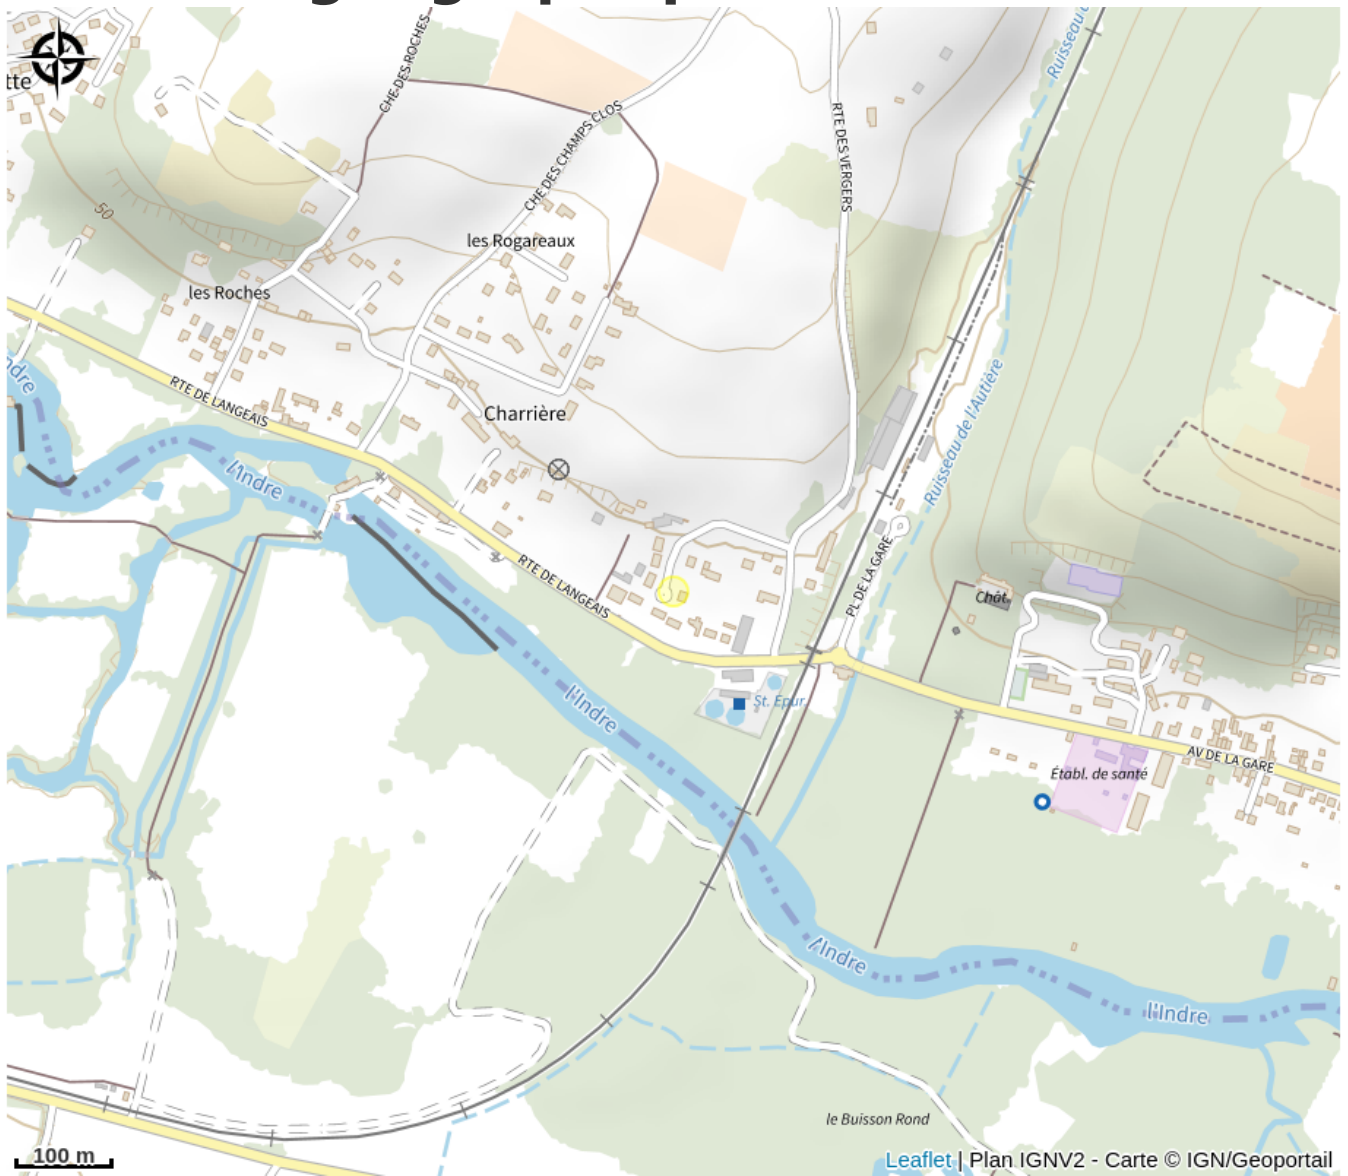 tte
CHE DES ROCHES
CHE DES CHAMPS CLOS
RTE DES VERGERS
Ruisseau
50
les Rogareaux
les Roches
ndre
RTE DE LANGEAIS
Charrière
Ruisseau de l'Autière
l'Indre
RTE DE LANGEAIS
PL DE LA GARE
Chât.
l'Indre
St. Epur.
AV DE LA GARE
Établ. de santé
l'Indre
l'Indre
le Buisson Rond
100 m
Leaflet | Plan IGNV2 - Carte © IGN/Geoportail